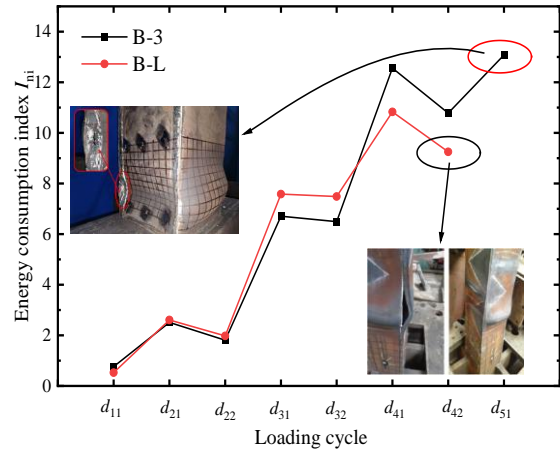 B-3
B-L
Energy consumption index Ini
14
12
10
8
6
4
2
0
d11 d21 d22 d31 d32 d41 d42 d51
Loading cycle